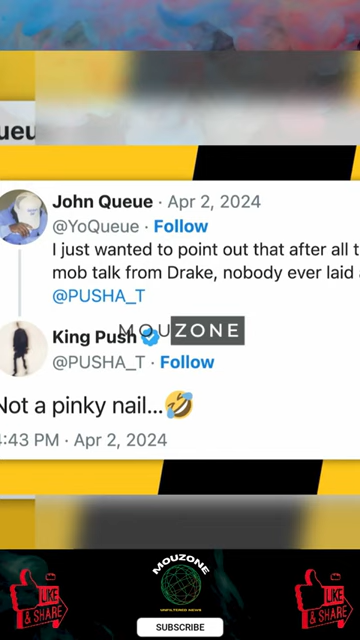 John Queue · Apr 2, 2024
@YoQueue · Follow
I just wanted to point out that after all
mob talk from Drake, nobody ever laid
@PUSHA_T
MOUZONE
King Push
@PUSHA_T · Follow
Not a pinky nail...🤣
4:43 PM · Apr 2, 2024
MOUZONE
UNFILTERED NEWS
LIKE
& SHARE
LIKE
& SHARE
SUBSCRIBE